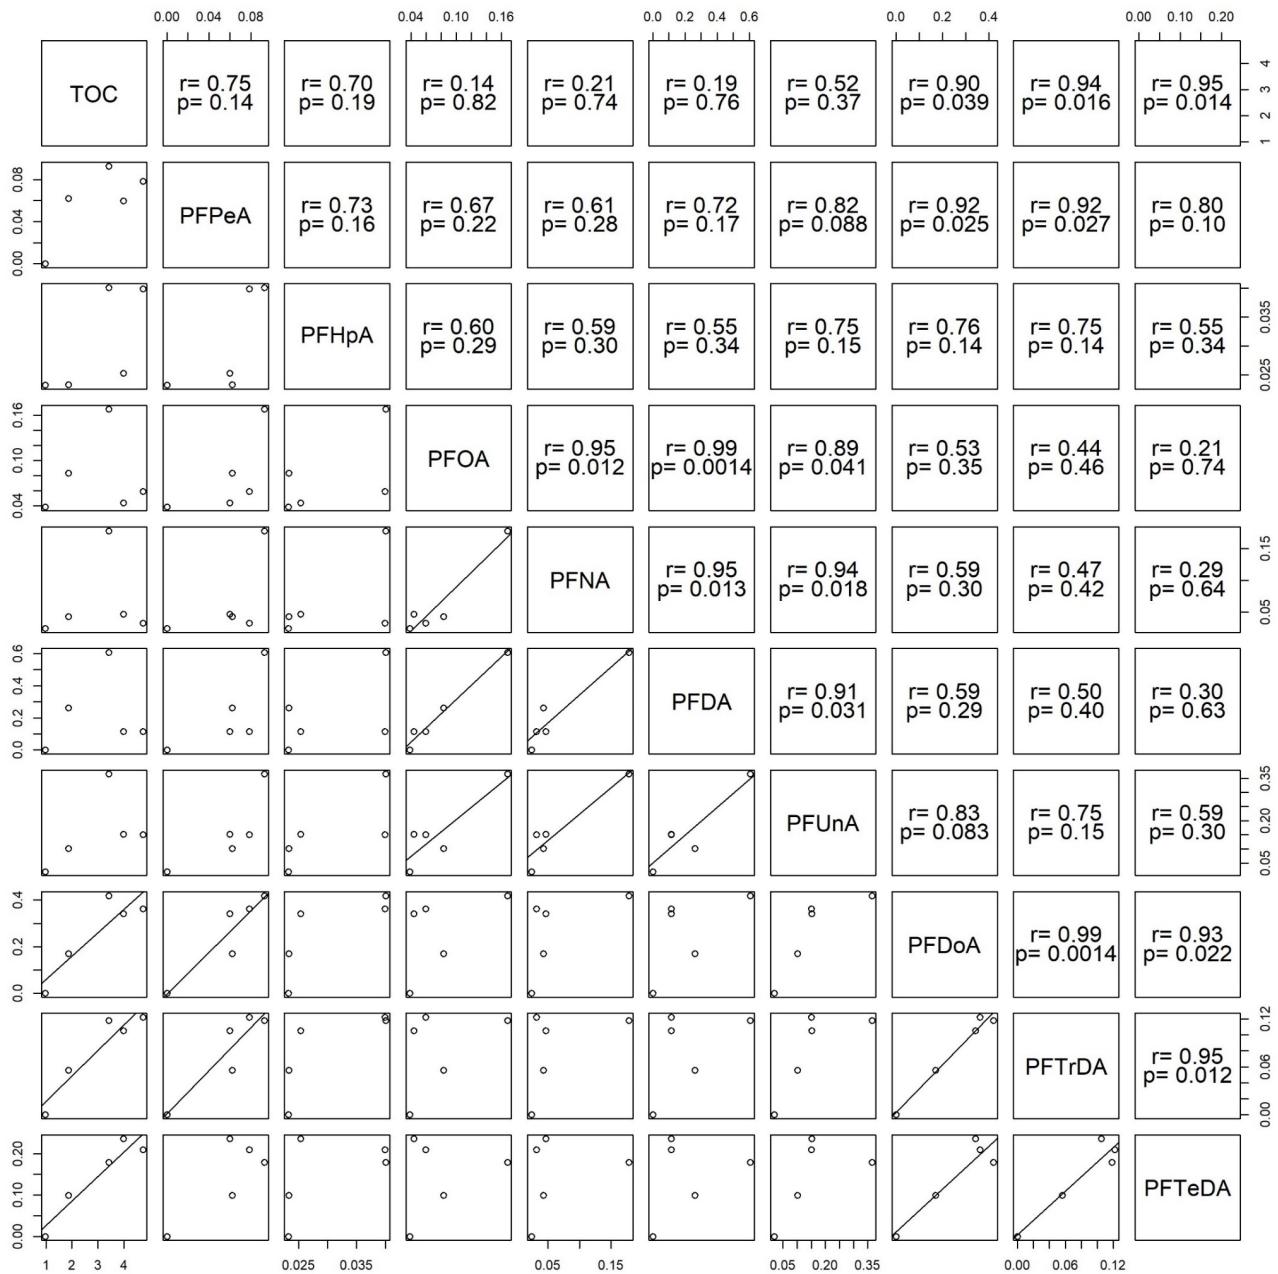 0.00 0.04 0.08 0.04 0.10 0.16 0.0 0.2 0.4 0.6 0.0 0.2 0.4 0.00 0.10 0.20
TOC
r= 0.75
p= 0.14
r= 0.70
p= 0.19
r= 0.14
p= 0.82
r= 0.21
p= 0.74
r= 0.19
p= 0.76
r= 0.52
p= 0.37
r= 0.90
p= 0.039
r= 0.94
p= 0.016
r= 0.95
p= 0.014
1 2 3 4
0.00 0.04 0.08
PFPeA
r= 0.73
p= 0.16
r= 0.67
p= 0.22
r= 0.61
p= 0.28
r= 0.72
p= 0.17
r= 0.82
p= 0.088
r= 0.92
p= 0.025
r= 0.92
p= 0.027
r= 0.80
p= 0.10
PFHpA
r= 0.60
p= 0.29
r= 0.59
p= 0.30
r= 0.55
p= 0.34
r= 0.75
p= 0.15
r= 0.76
p= 0.14
r= 0.75
p= 0.14
r= 0.55
p= 0.34
0.025 0.035
0.04 0.10 0.16
PFOA
r= 0.95
p= 0.012
r= 0.99
p= 0.0014
r= 0.89
p= 0.041
r= 0.53
p= 0.35
r= 0.44
p= 0.46
r= 0.21
p= 0.74
PFNA
r= 0.95
p= 0.013
r= 0.94
p= 0.018
r= 0.59
p= 0.30
r= 0.47
p= 0.42
r= 0.29
p= 0.64
0.05 0.15
0.0 0.2 0.4 0.6
PFDA
r= 0.91
p= 0.031
r= 0.59
p= 0.29
r= 0.50
p= 0.40
r= 0.30
p= 0.63
PFUnA
r= 0.83
p= 0.083
r= 0.75
p= 0.15
r= 0.59
p= 0.30
0.05 0.20 0.35
0.0 0.2 0.4
PFDoA
r= 0.99
p= 0.0014
r= 0.93
p= 0.022
PFTrDA
r= 0.95
p= 0.012
0.00 0.06 0.12
0.00 0.10 0.20
PFTeDA
1 2 3 4 0.025 0.035 0.05 0.15 0.05 0.20 0.35 0.00 0.06 0.12